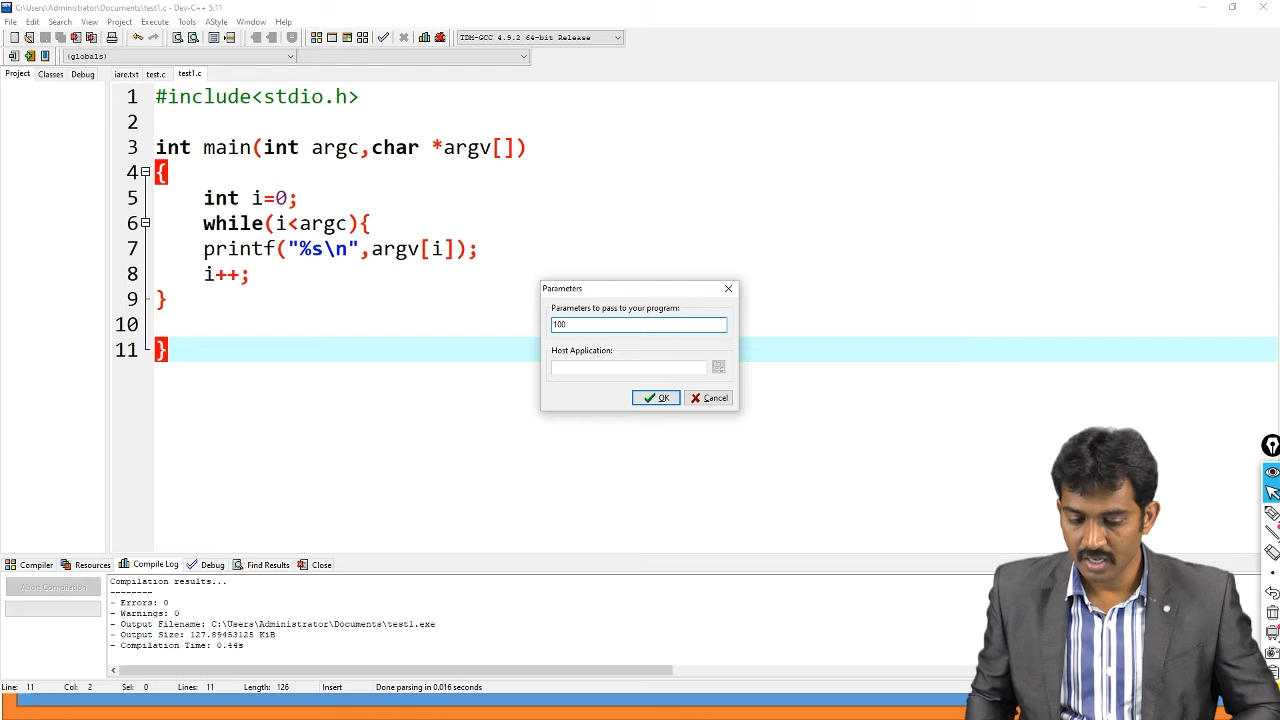 C:\Users\Administrator\Documents\test1.c - Dev-C++ 5.11
File Edit Search View Project Execute Tools AStyle Window Help
TDM-GCC 4.9.2 64-bit Release
(globals)
Project Classes Debug iare.txt test.c test1.c
1 #include<stdio.h>
2
3 int main(int argc,char *argv[])
4 {
5 int i=0;
6 while(i<argc){
7 printf("%s\n",argv[i]);
8 i++;
9 }
10
11 }
Parameters
Parameters to pass to your program:
100
Host Application:
OK Cancel
Compiler Resources Compile Log Debug Find Results Close
Abort Compilation
Compilation results...
--------
- Errors: 0
- Warnings: 0
- Output Filename: C:\Users\Administrator\Documents\test1.exe
- Output Size: 127.89453125 KiB
- Compilation Time: 0.44s
Line: 11 Col: 2 Sel: 0 Lines: 11 Length: 126 Insert Done parsing in 0.016 seconds